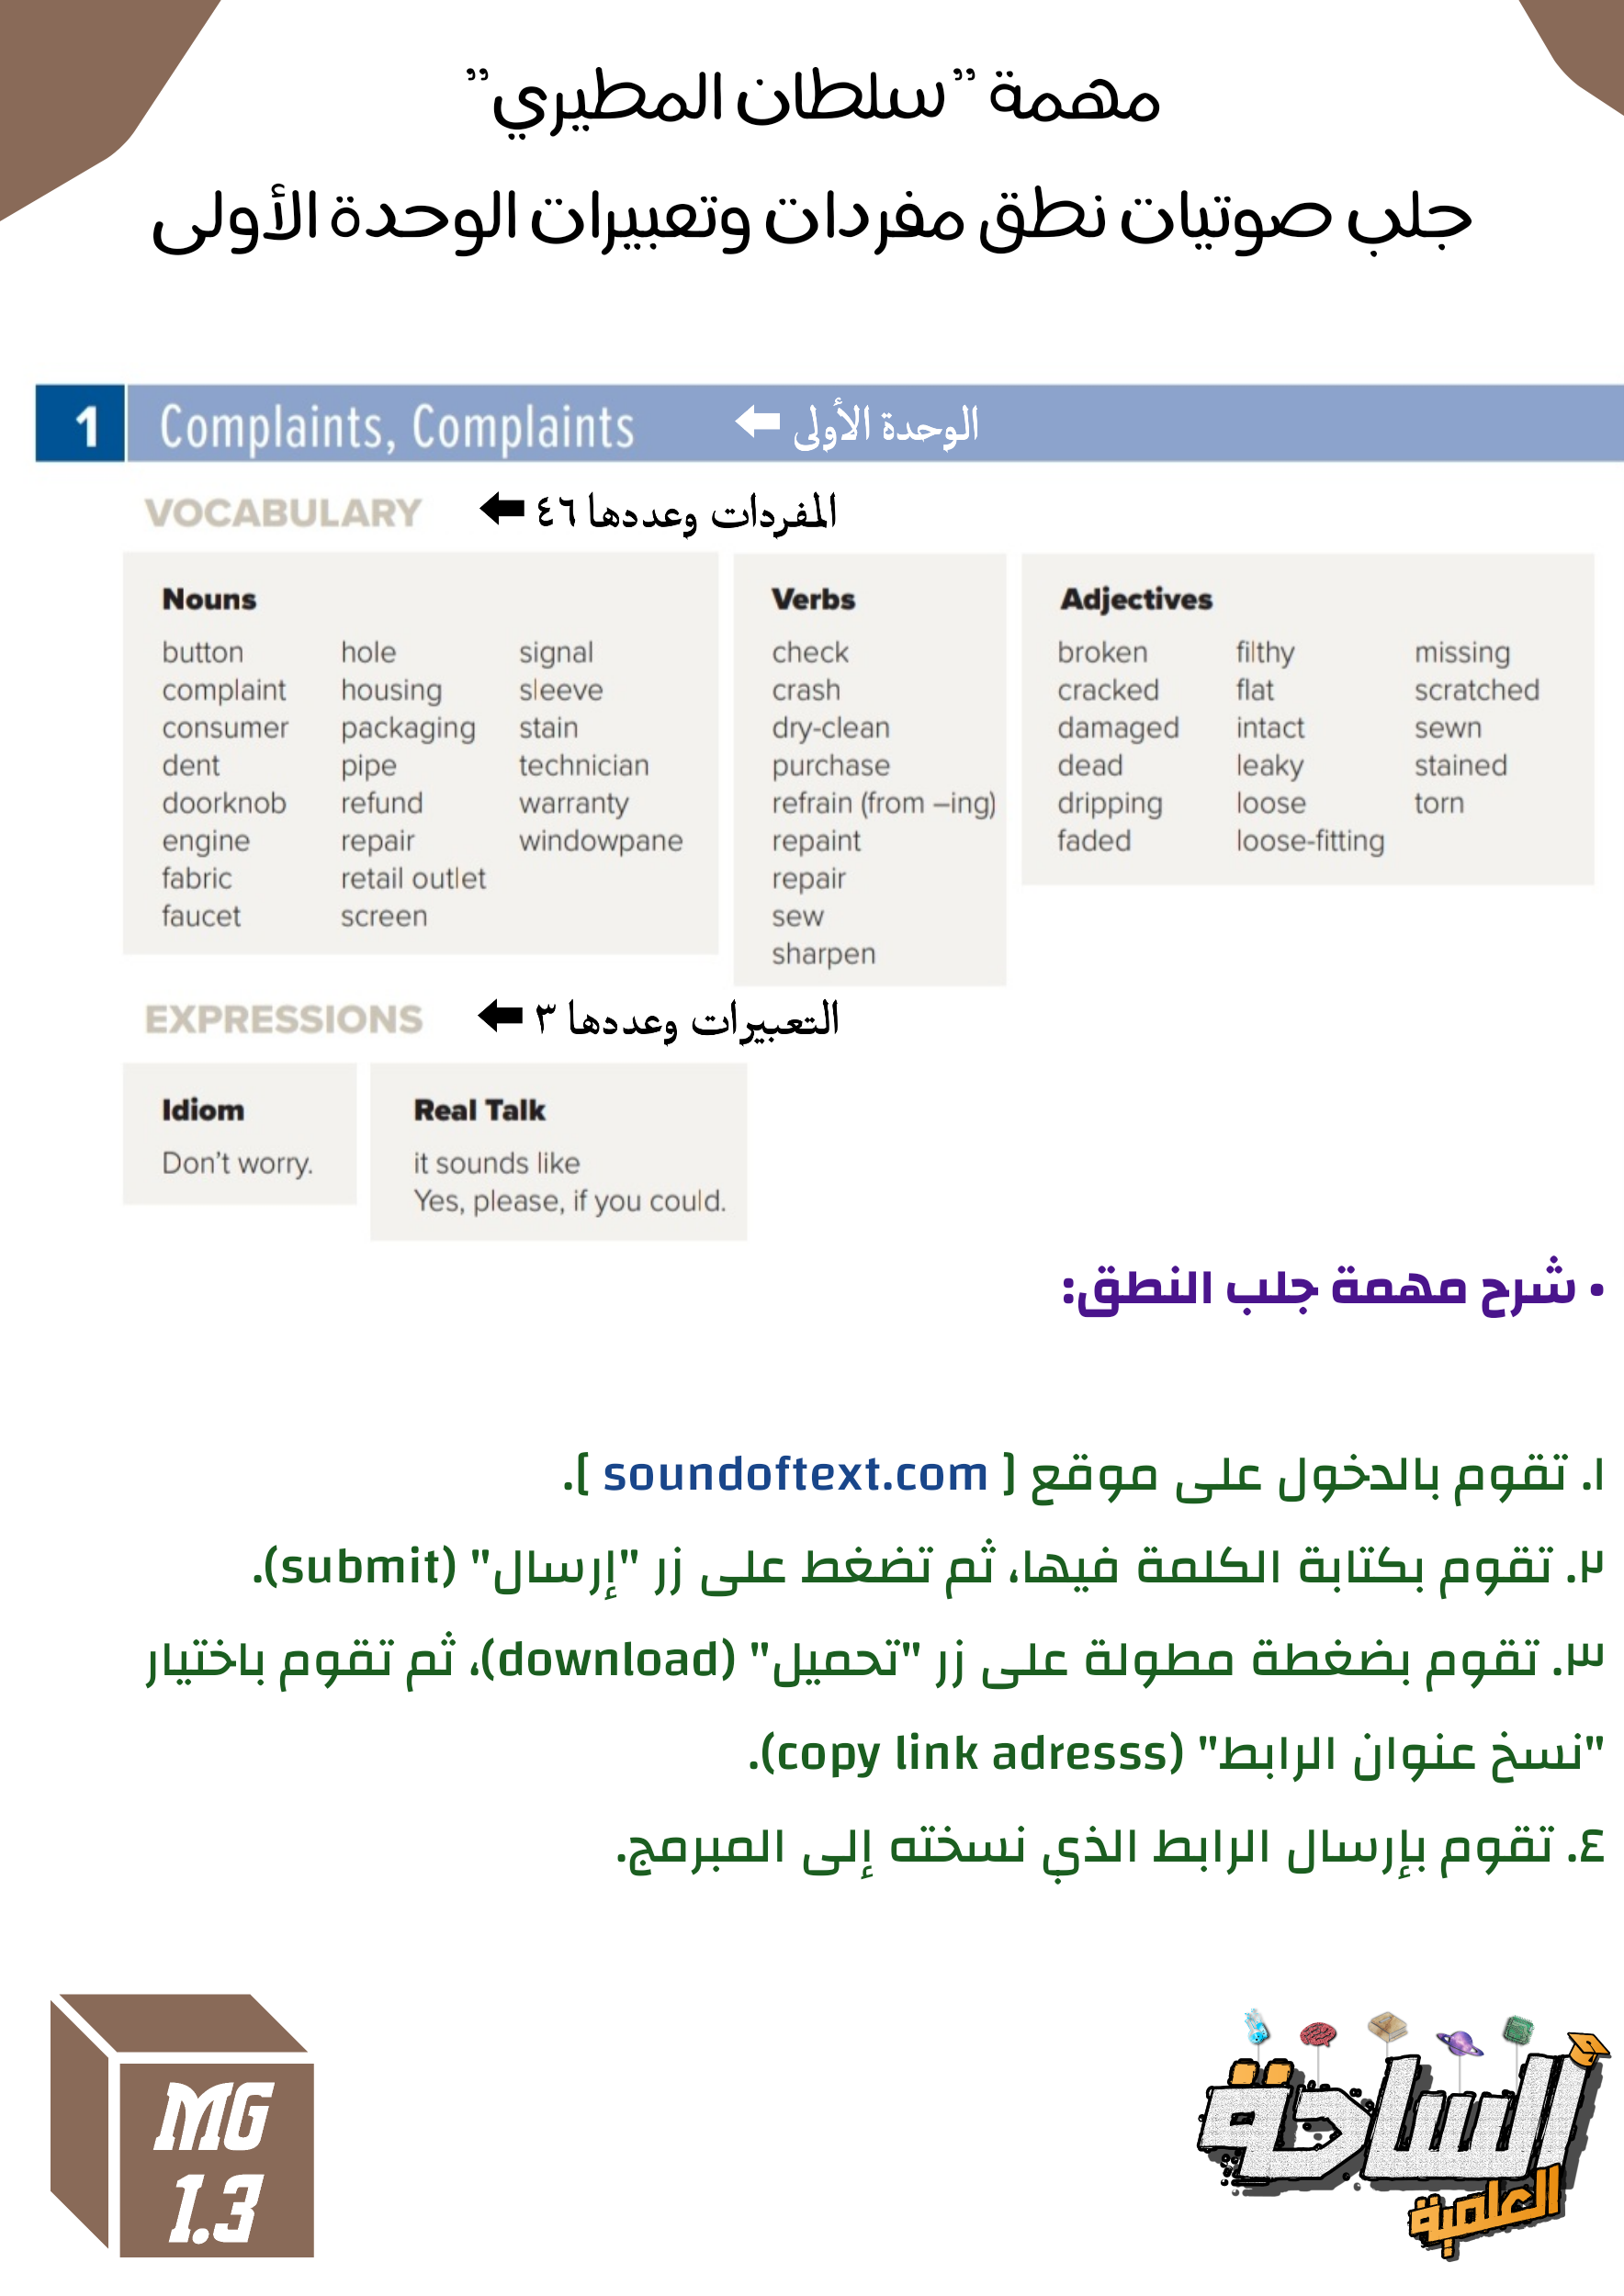 مهمة "سلطان المطيري"
جلب صوتيات نطق مفردات وتعبيرات الوحدة الأولى
1 Complaints, Complaints ⬅ الوحدة الأولى
VOCABULARY ⬅ المفردات وعددها ٤٦
Nouns
button
complaint
consumer
dent
doorknob
engine
fabric
faucet
hole
housing
packaging
pipe
refund
repair
retail outlet
screen
signal
sleeve
stain
technician
warranty
windowpane
Verbs
check
crash
dry-clean
purchase
refrain (from –ing)
repaint
repair
sew
sharpen
Adjectives
broken
cracked
damaged
dead
dripping
faded
filthy
flat
intact
leaky
loose
loose-fitting
missing
scratched
sewn
stained
torn
EXPRESSIONS ⬅ التعبيرات وعددها ٣
Idiom
Don't worry.
Real Talk
it sounds like
Yes, please, if you could.
• شرح مهمة جلب النطق:
١. تقوم بالدخول على موقع [ soundoftext.com ].
٢. تقوم بكتابة الكلمة فيها، ثم تضغط على زر "إرسال" (submit).
٣. تقوم بضغطة مطولة على زر "تحميل" (download)، ثم تقوم باختيار
"نسخ عنوان الرابط" (copy link adresss).
٤. تقوم بإرسال الرابط الذي نسخته إلى المبرمج.
MG
1.3
الساحة
العلمية